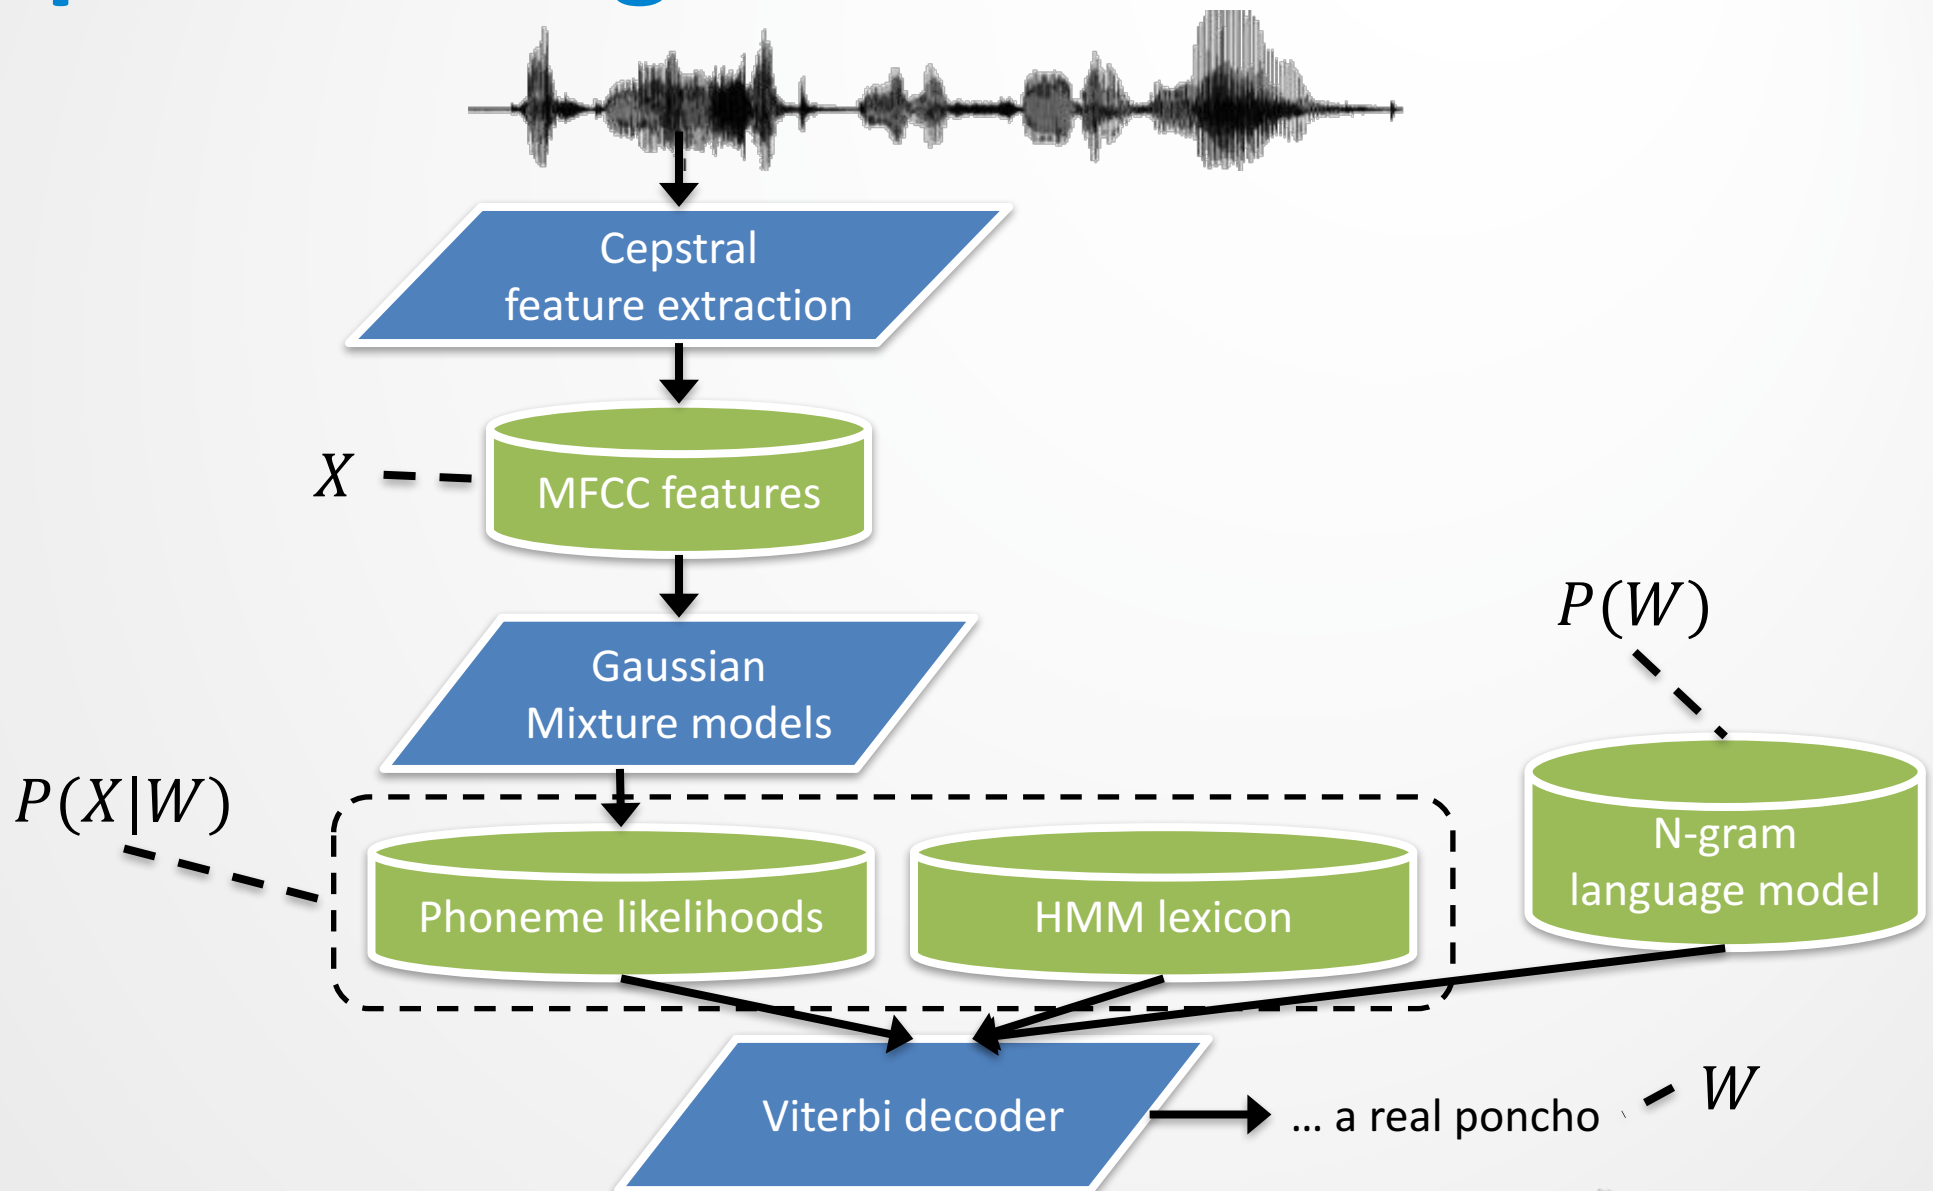 Cepstral
feature extraction
X
MFCC features
P(W)
Gaussian
Mixture models
P(X|W)
N-gram
language model
Phoneme likelihoods
HMM lexicon
Viterbi decoder
... a real poncho
W